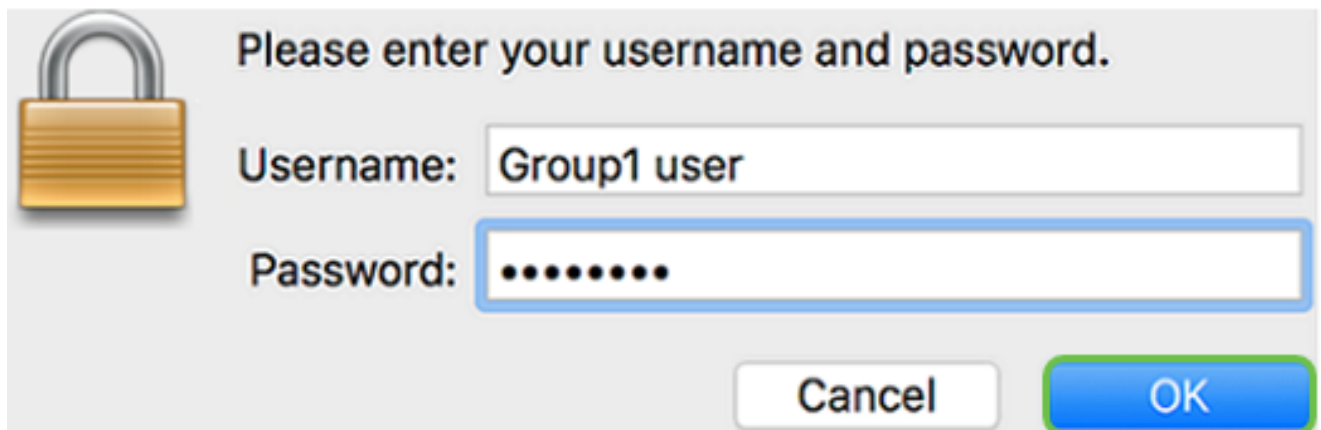 Please enter your username and password.
Username: Group1 user
Password: ••••••••
Cancel OK